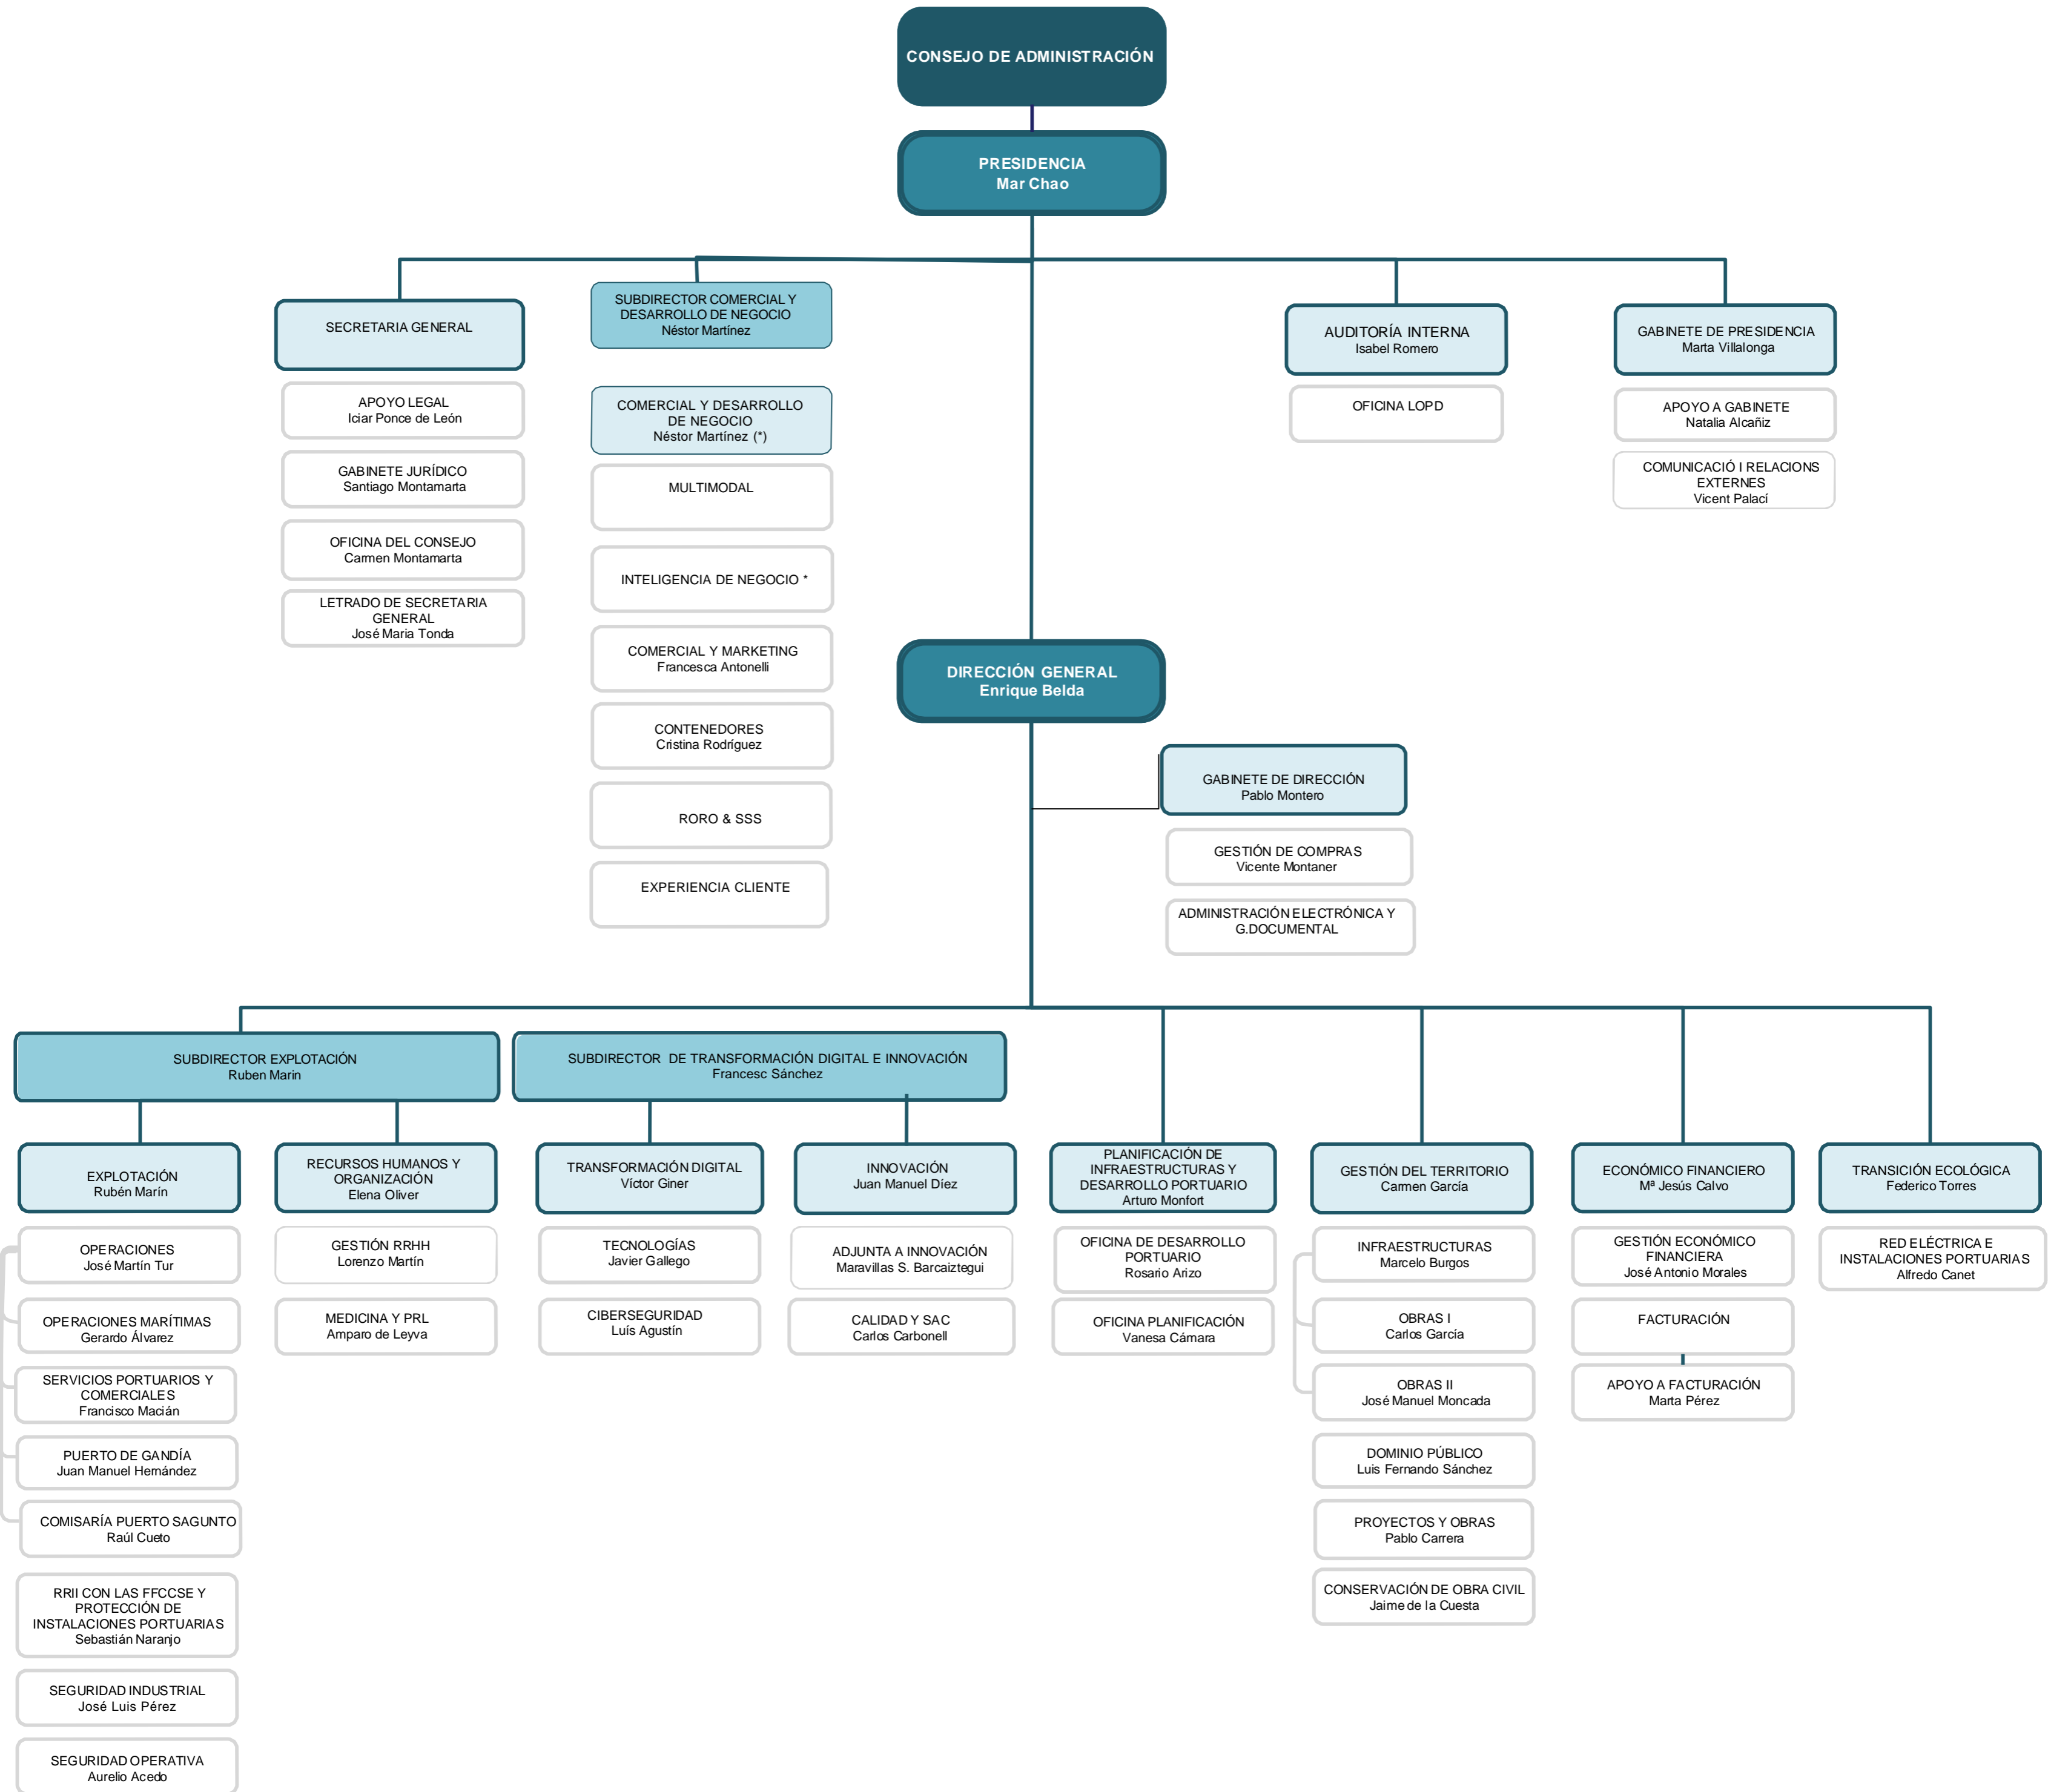 CONSEJO DE ADMINISTRACIÓN
PRESIDENCIA
Mar Chao
SECRETARIA GENERAL
APOYO LEGAL
Iciar Ponce de León
GABINETE JURÍDICO
Santiago Montamarta
OFICINA DEL CONSEJO
Carmen Montamarta
LETRADO DE SECRETARIA
GENERAL
José Maria Tonda
SUBDIRECTOR COMERCIAL Y
DESARROLLO DE NEGOCIO
Néstor Martínez
COMERCIAL Y DESARROLLO
DE NEGOCIO
Néstor Martínez (*)
MULTIMODAL
INTELIGENCIA DE NEGOCIO *
COMERCIAL Y MARKETING
Francesca Antonelli
CONTENEDORES
Cristina Rodríguez
RORO & SSS
EXPERIENCIA CLIENTE
AUDITORÍA INTERNA
Isabel Romero
OFICINA LOPD
GABINETE DE PRESIDENCIA
Marta Villalonga
APOYO A GABINETE
Natalia Alcañiz
COMUNICACIÓ I RELACIONS
EXTERNES
Vicent Palací
DIRECCIÓN GENERAL
Enrique Belda
GABINETE DE DIRECCIÓN
Pablo Montero
GESTIÓN DE COMPRAS
Vicente Montaner
ADMINISTRACIÓN ELECTRÓNICA Y
G.DOCUMENTAL
SUBDIRECTOR EXPLOTACIÓN
Ruben Marin
SUBDIRECTOR DE TRANSFORMACIÓN DIGITAL E INNOVACIÓN
Francesc Sánchez
EXPLOTACIÓN
Rubén Marín
OPERACIONES
José Martín Tur
OPERACIONES MARÍTIMAS
Gerardo Álvarez
SERVICIOS PORTUARIOS Y
COMERCIALES
Francisco Macián
PUERTO DE GANDÍA
Juan Manuel Hernández
COMISARÍA PUERTO SAGUNTO
Raúl Cueto
RRII CON LAS FFCCSE Y
PROTECCIÓN DE
INSTALACIONES PORTUARIAS
Sebastián Naranjo
SEGURIDAD INDUSTRIAL
José Luis Pérez
SEGURIDAD OPERATIVA
Aurelio Acedo
RECURSOS HUMANOS Y
ORGANIZACIÓN
Elena Oliver
GESTIÓN RRHH
Lorenzo Martín
MEDICINA Y PRL
Amparo de Leyva
TRANSFORMACIÓN DIGITAL
Víctor Giner
TECNOLOGÍAS
Javier Gallego
CIBERSEGURIDAD
Luís Agustín
INNOVACIÓN
Juan Manuel Díez
ADJUNTA A INNOVACIÓN
Maravillas S. Barcaiztegui
CALIDAD Y SAC
Carlos Carbonell
PLANIFICACIÓN DE
INFRAESTRUCTURAS Y
DESARROLLO PORTUARIO
Arturo Monfort
OFICINA DE DESARROLLO
PORTUARIO
Rosario Arizo
OFICINA PLANIFICACIÓN
Vanesa Cámara
GESTIÓN DEL TERRITORIO
Carmen García
INFRAESTRUCTURAS
Marcelo Burgos
OBRAS I
Carlos García
OBRAS II
José Manuel Moncada
DOMINIO PÚBLICO
Luis Fernando Sánchez
PROYECTOS Y OBRAS
Pablo Carrera
CONSERVACIÓN DE OBRA CIVIL
Jaime de la Cuesta
ECONÓMICO FINANCIERO
Mª Jesús Calvo
GESTIÓN ECONÓMICO
FINANCIERA
José Antonio Morales
FACTURACIÓN
APOYO A FACTURACIÓN
Marta Pérez
TRANSICIÓN ECOLÓGICA
Federico Torres
RED ELÉCTRICA E
INSTALACIONES PORTUARIAS
Alfredo Canet